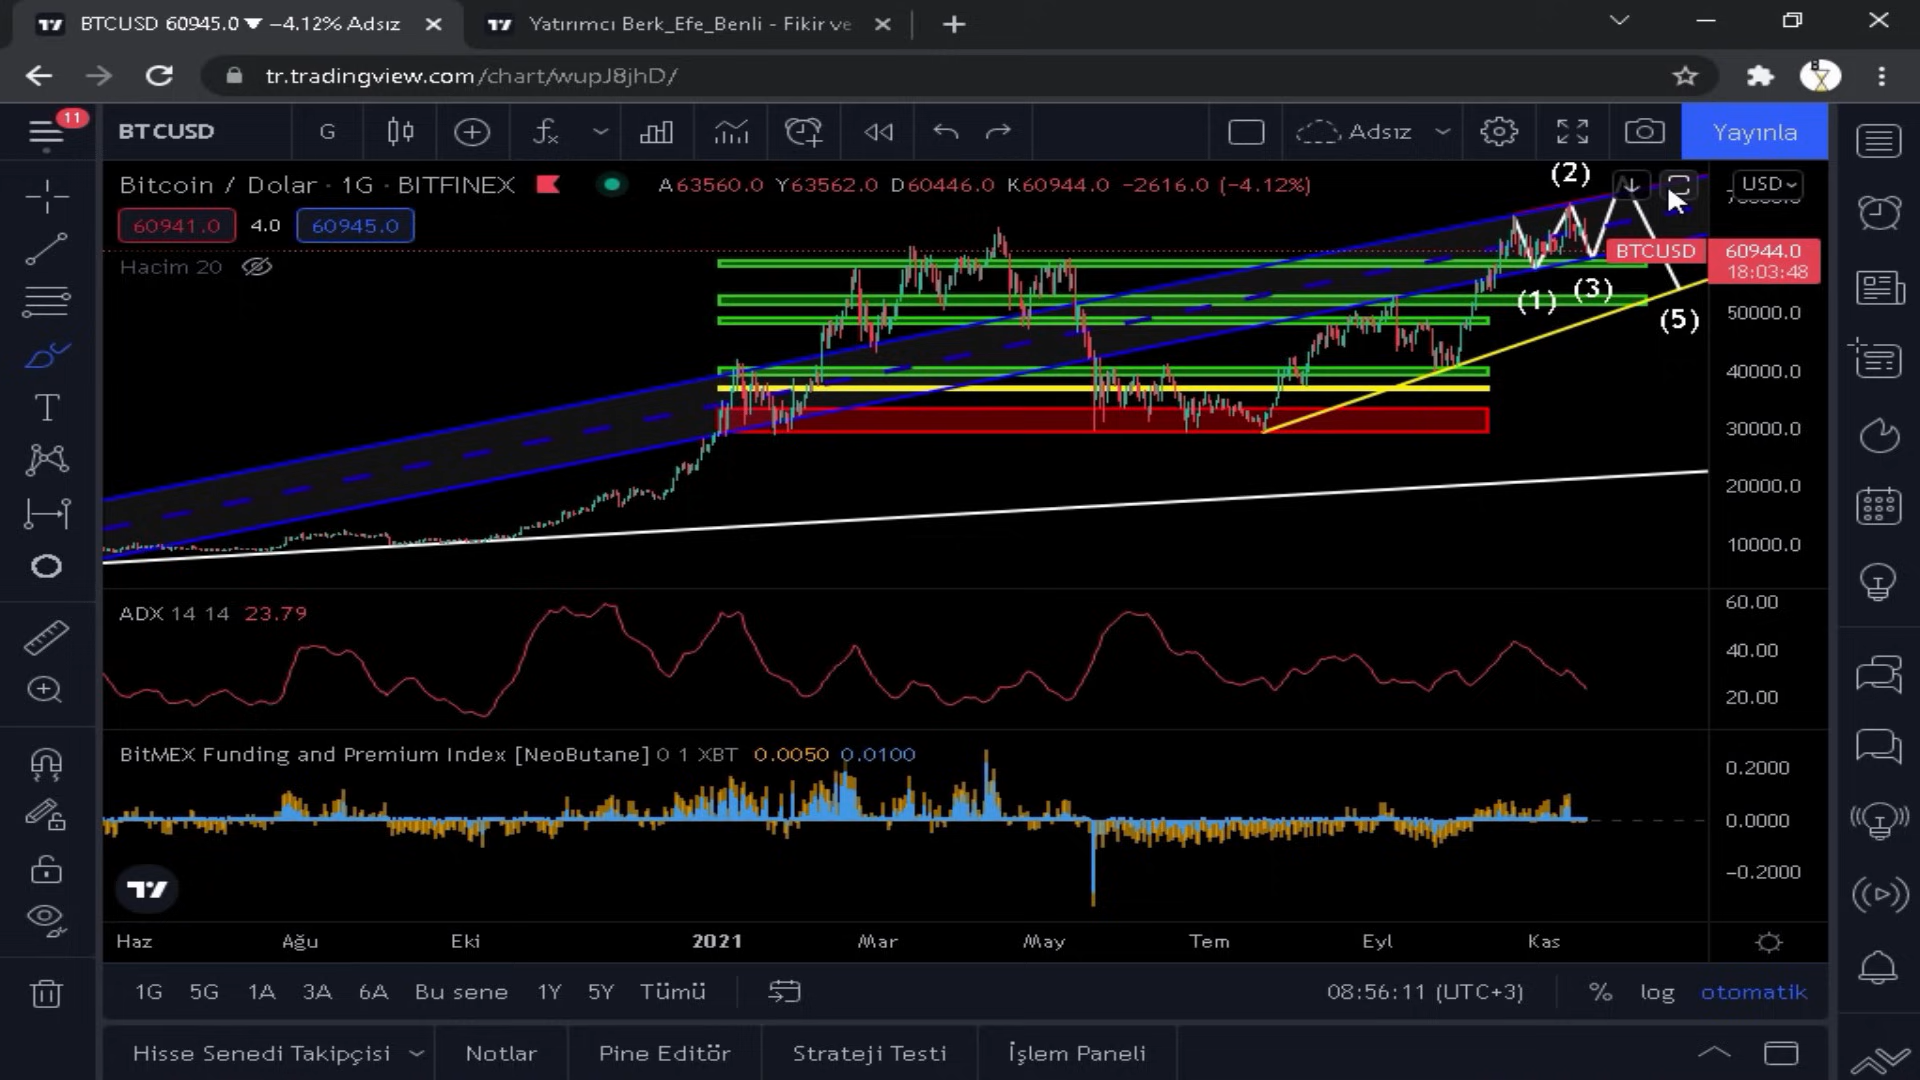 BTCUSD 60945.0 ▼ −4.12% Adsız
Yatırımcı Berk_Efe_Benli - Fikir ve
tr.tradingview.com/chart/wupJ8jhD/
11
BTCUSD
G
Adsız
Yayınla
Bitcoin / Dolar · 1G · BITFINEX
A63560.0 Y63562.0 D60446.0 K60944.0 −2616.0 (−4.12%)
USD
60941.0 4.0 60945.0
Hacim 20
(2)
(1)
(3)
(5)
BTCUSD
60944.0
18:03:48
50000.0
40000.0
30000.0
20000.0
10000.0
ADX 14 14 23.79
60.00
40.00
20.00
BitMEX Funding and Premium Index [NeoButane] 0 1 XBT 0.0050 0.0100
0.2000
0.0000
−0.2000
Haz Ağu Eki 2021 Mar May Tem Eyl Kas
1G 5G 1A 3A 6A Bu sene 1Y 5Y Tümü
08:56:11 (UTC+3)
% log otomatik
Hisse Senedi Takipçisi Notlar Pine Editör Strateji Testi İşlem Paneli